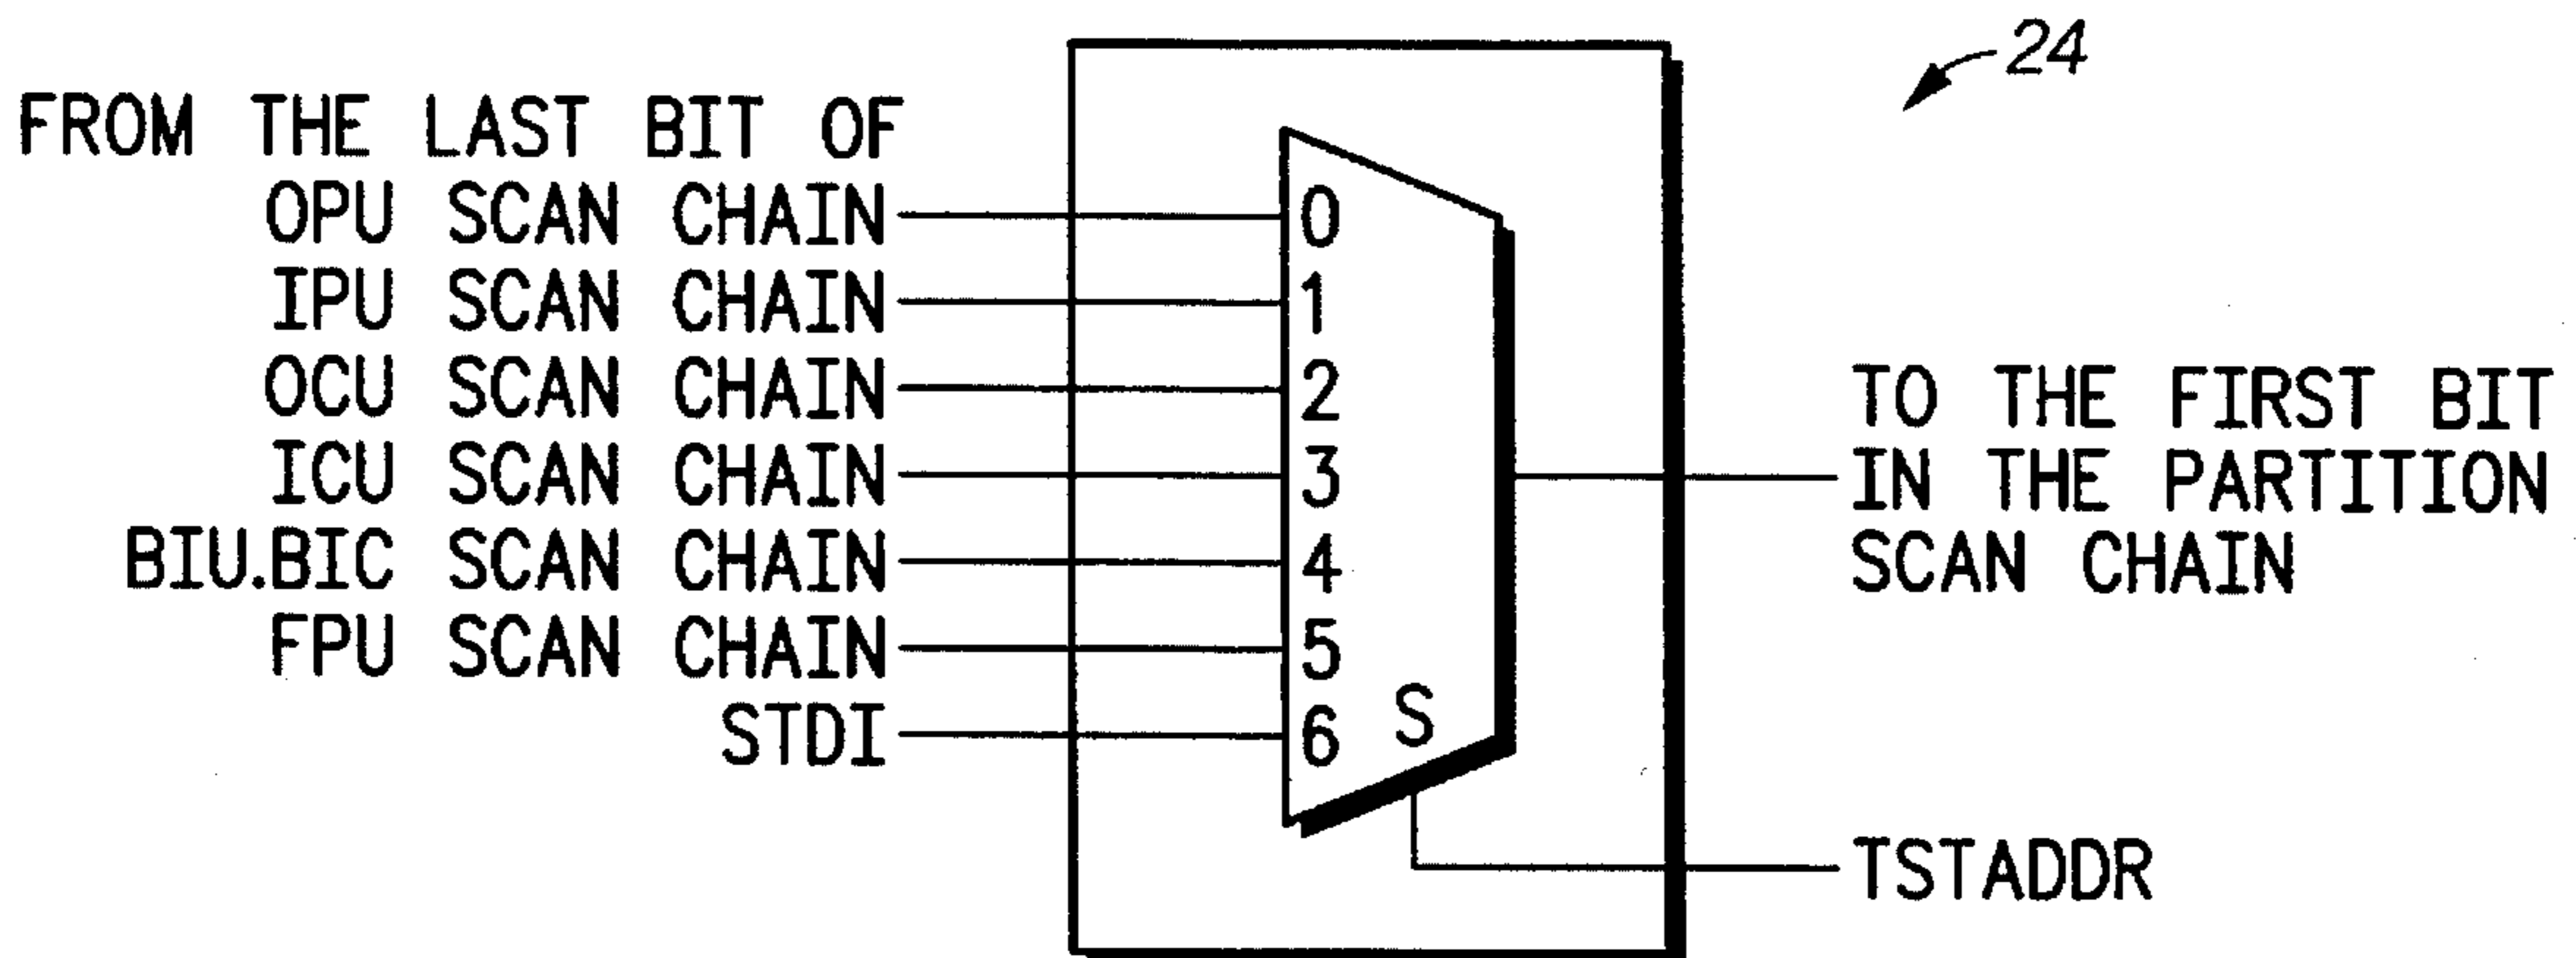 24
FROM THE LAST BIT OF
OPU SCAN CHAIN 0
IPU SCAN CHAIN 1
OCU SCAN CHAIN 2
ICU SCAN CHAIN 3
BIU.BIC SCAN CHAIN 4
FPU SCAN CHAIN 5
STDI 6 S
TO THE FIRST BIT
IN THE PARTITION
SCAN CHAIN
TSTADDR